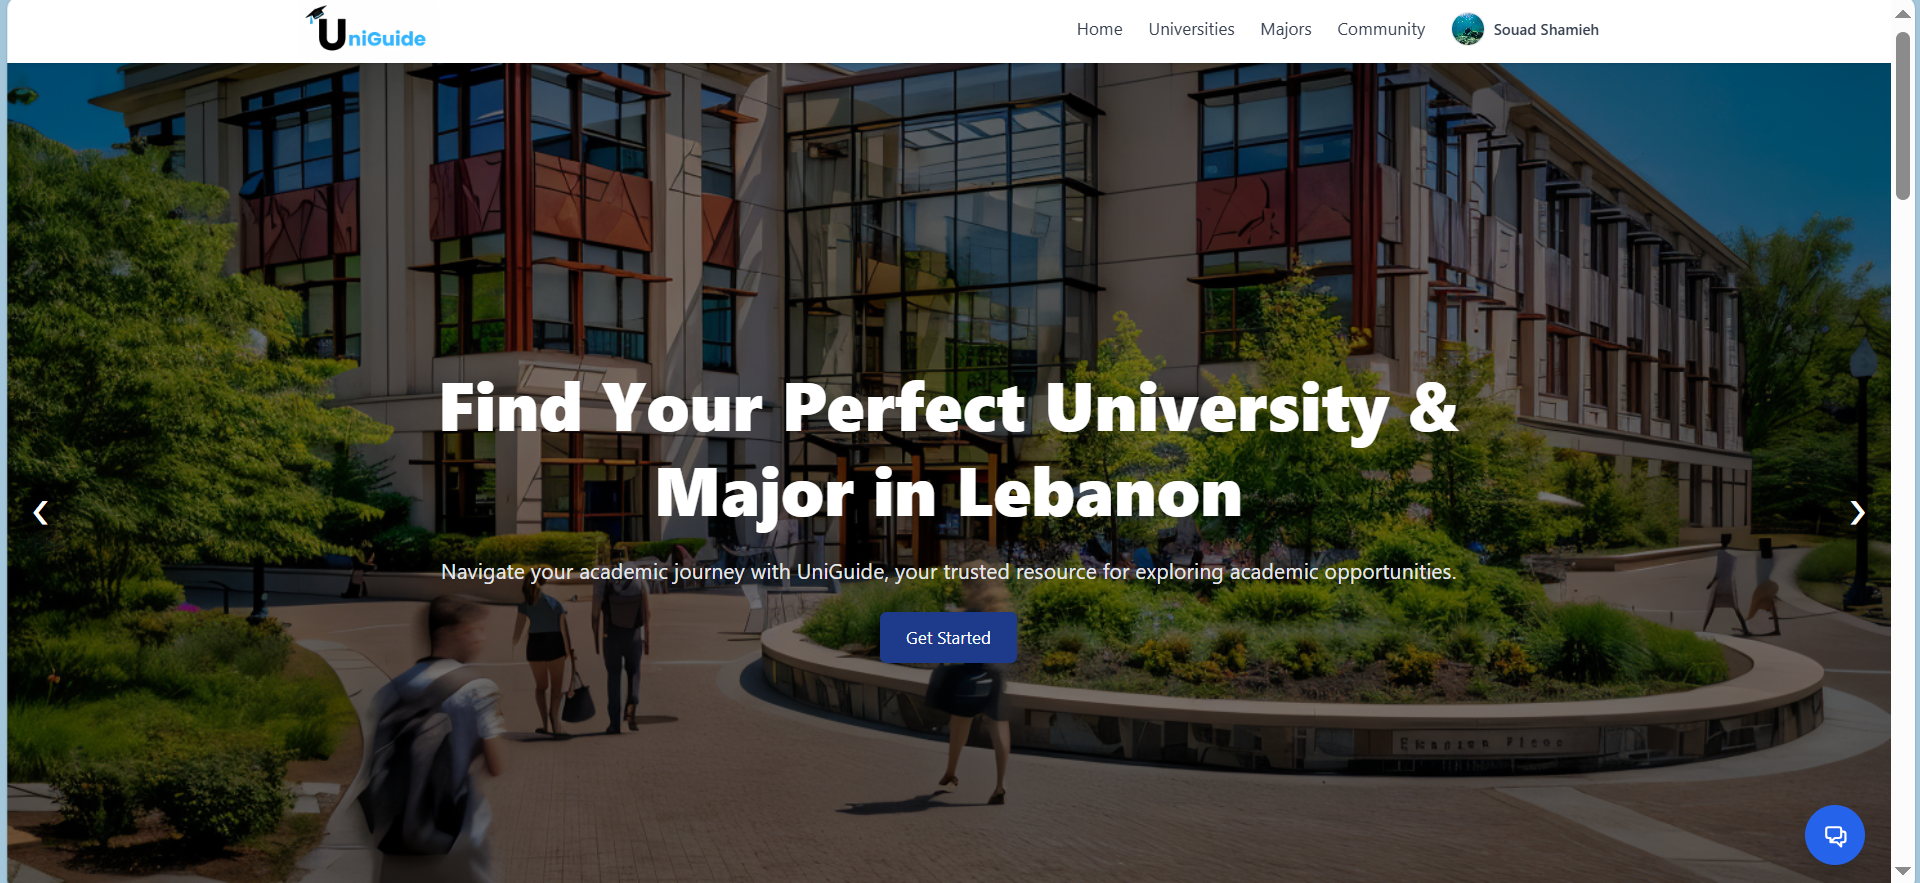 UniGuide
Home Universities Majors Community Souad Shamieh
Find Your Perfect University &
Major in Lebanon
Navigate your academic journey with UniGuide, your trusted resource for exploring academic opportunities.
Get Started